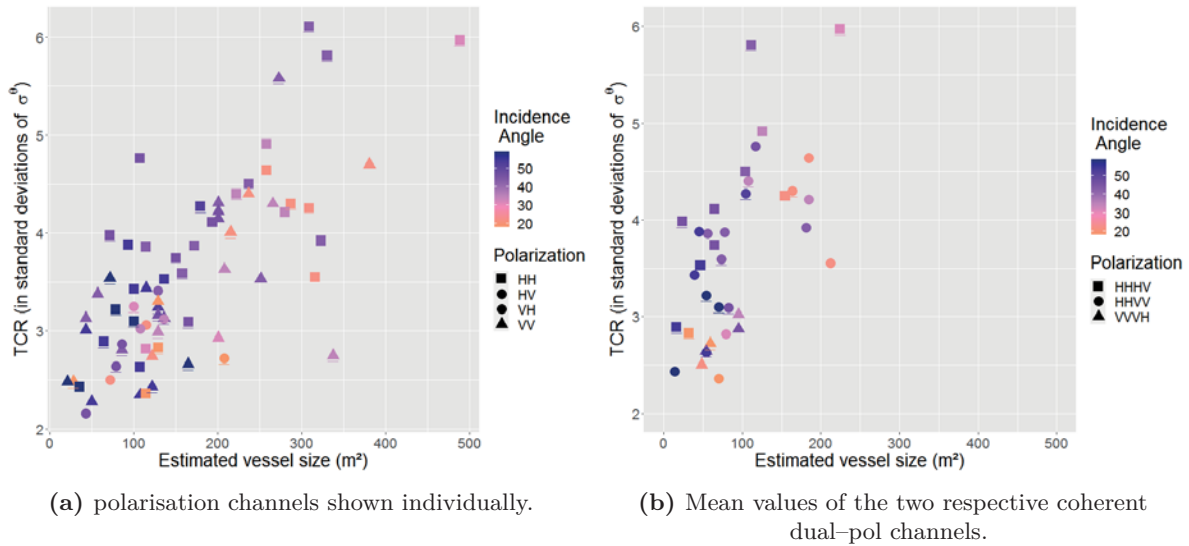 TCR (in standard deviations of σ⁰)
6
5
4
3
2
0
100
200
300
400
500
Estimated vessel size (m²)
Incidence
Angle
50
40
30
20
Polarization
HH
HV
VH
VV
(a) polarisation channels shown individually.
TCR (in standard deviations of σ⁰)
6
5
4
3
2
0
100
200
300
400
500
Estimated vessel size (m²)
Incidence
Angle
50
40
30
20
Polarization
HHHV
HHVV
VVVH
(b) Mean values of the two respective coherent
dual–pol channels.